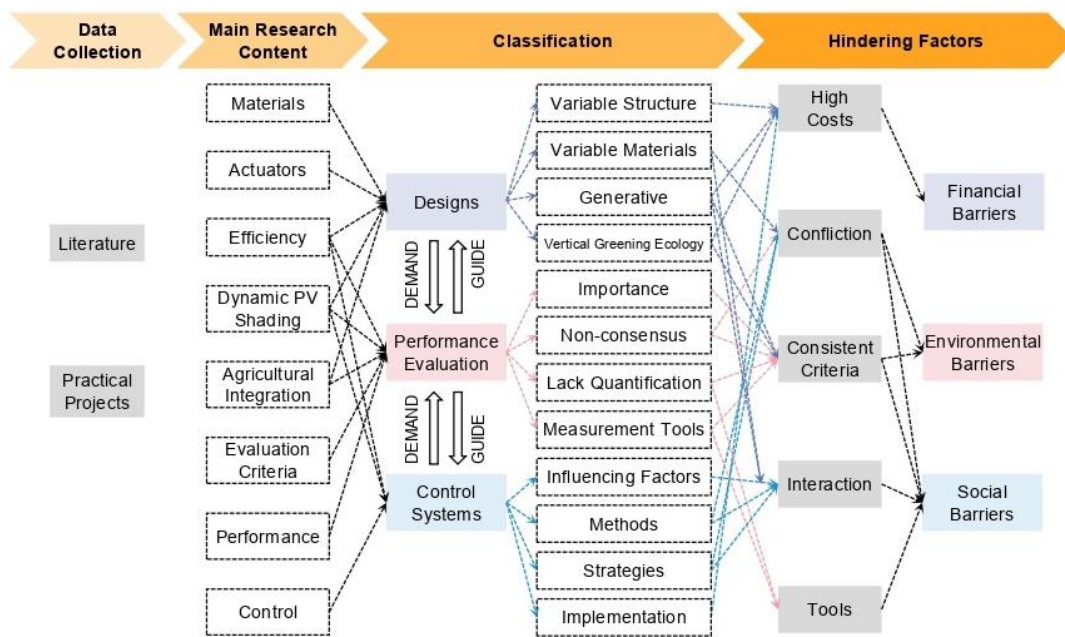 Data
Collection
Main Research
Content
Classification
Hindering Factors
Literature
Practical
Projects
Materials
Actuators
Efficiency
Dynamic PV
Shading
Agricultural
Integration
Evaluation
Criteria
Performance
Control
Designs
DEMAND
GUIDE
Performance
Evaluation
DEMAND
GUIDE
Control
Systems
Variable Structure
Variable Materials
Generative
Vertical Greening Ecology
Importance
Non-consensus
Lack Quantification
Measurement Tools
Influencing Factors
Methods
Strategies
Implementation
High
Costs
Confliction
Consistent
Criteria
Interaction
Tools
Financial
Barriers
Environmental
Barriers
Social
Barriers